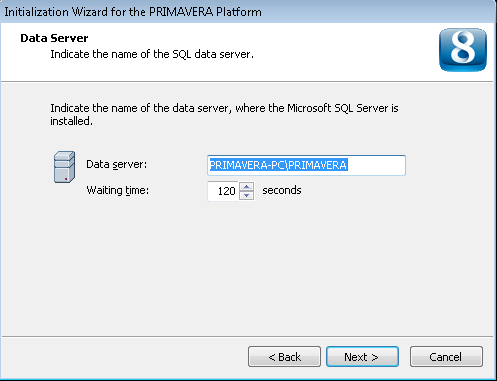 Initialization Wizard for the PRIMAVERA Platform
Data Server
Indicate the name of the SQL data server.
8
Indicate the name of the data server, where the Microsoft SQL Server is
installed.
Data server: PRIMAVERA-PC\PRIMAVERA
Waiting time: 120 seconds
< Back Next > Cancel